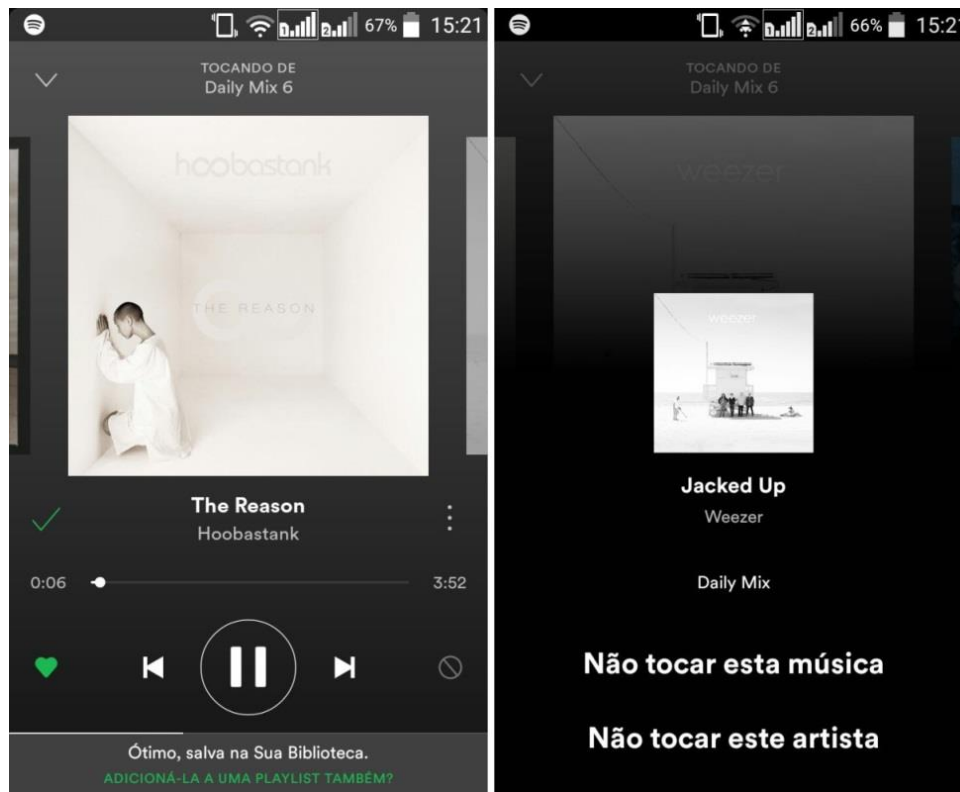 67% 15:21
TOCANDO DE
Daily Mix 6
hoobastank
THE REASON
The Reason
Hoobastank
0:06
3:52
Ótimo, salva na Sua Biblioteca.
ADICIONÁ-LA A UMA PLAYLIST TAMBÉM?
66% 15:21
TOCANDO DE
Daily Mix 6
weezer
weezer
Jacked Up
Weezer
Daily Mix
Não tocar esta música
Não tocar este artista